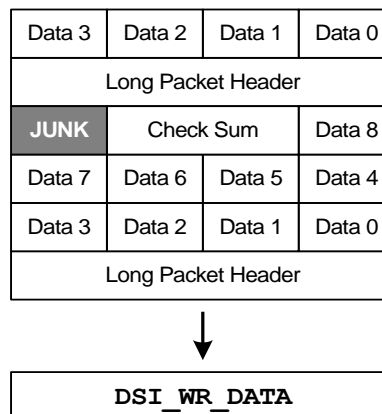 Data 3 Data 2 Data 1 Data 0
Long Packet Header
JUNK Check Sum Data 8
Data 7 Data 6 Data 5 Data 4
Data 3 Data 2 Data 1 Data 0
Long Packet Header
DSI_WR_DATA